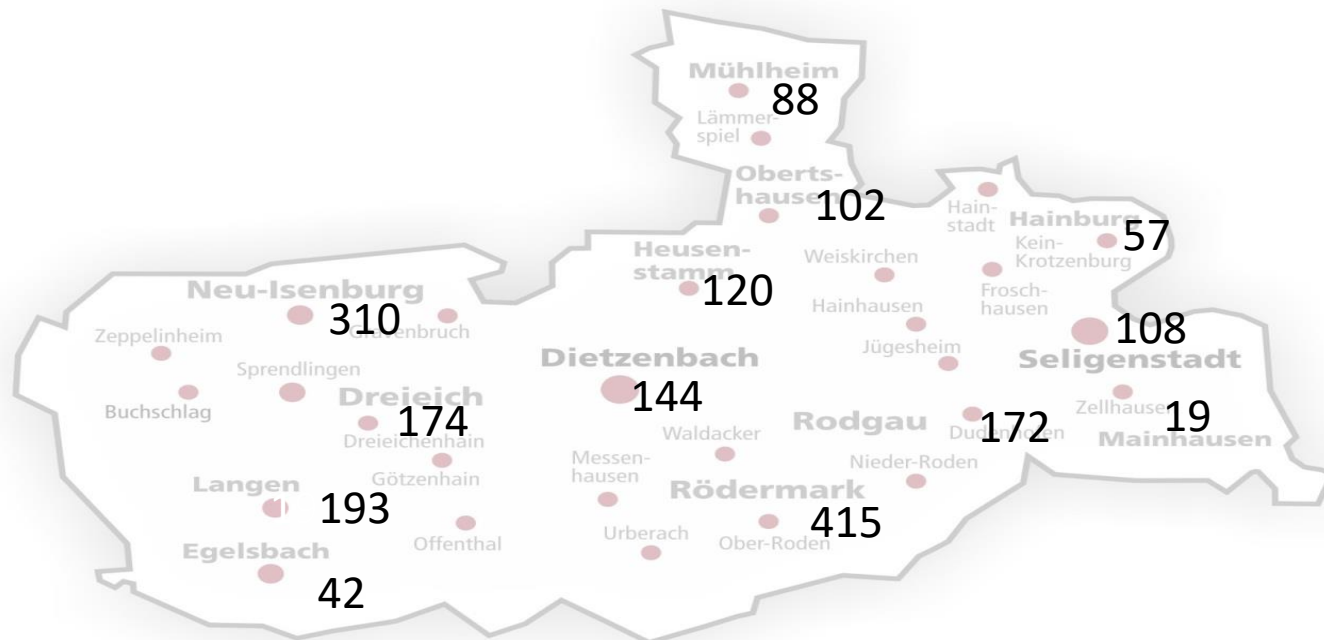 Mühlheim
88
Lämmer-
spiel
Oberts-
hausen
102
Hain-
stadt
Hainburg
57
Kein-
Krotzenburg
Heusen-
stamm
120
Weiskirchen
Frosch-
hausen
Neu-Isenburg
310
Gravenbruch
Hainhausen
Zeppelinheim
108
Jügesheim
Seligenstadt
Dietzenbach
144
Sprendlingen
Dreieich
174
Buchschlag
Zellhausen
19
Rodgau
172
Dudenhofen
Mainhausen
Dreieichenhain
Waldacker
Messen-
hausen
Nieder-Roden
Götzenhain
Langen
193
Rödermark
415
Urberach
Ober-Roden
Offenthal
Egelsbach
42